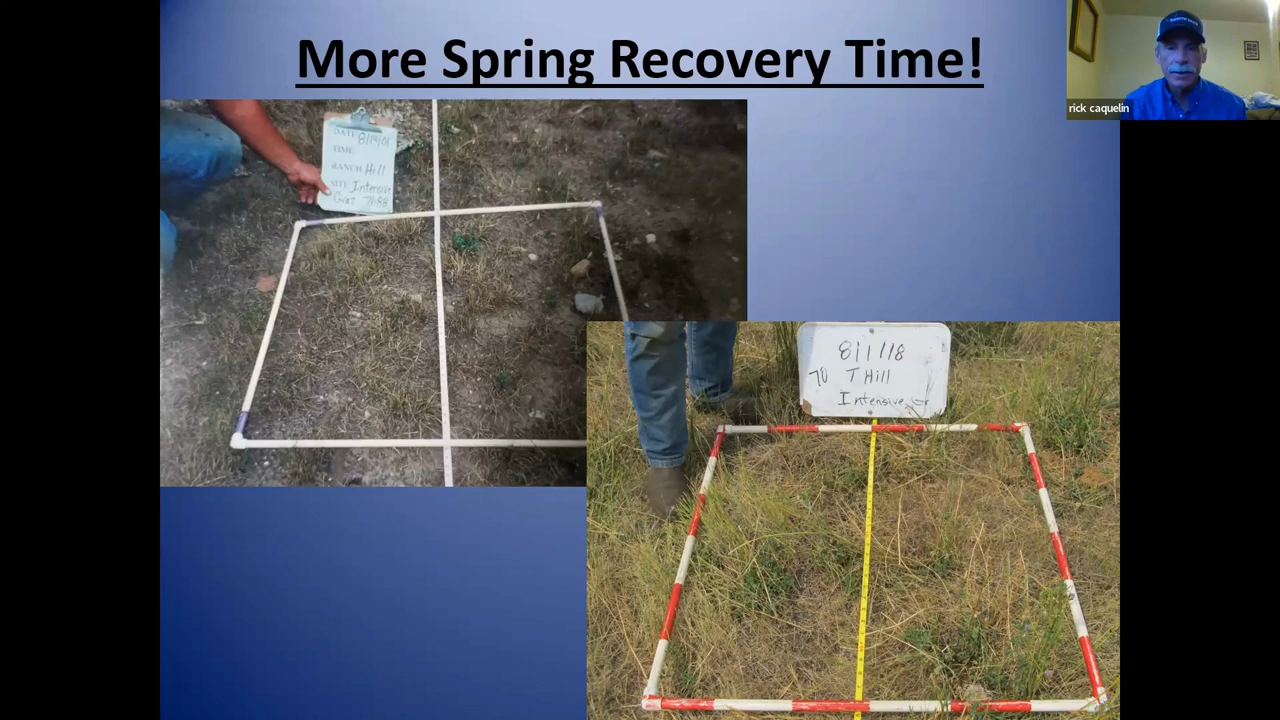 More Spring Recovery Time!
rick caquelin
DATE 8/14/01
TIME
RANCH Hill
SITE Intensive
8/1/18
T Hill
Intensive Gr